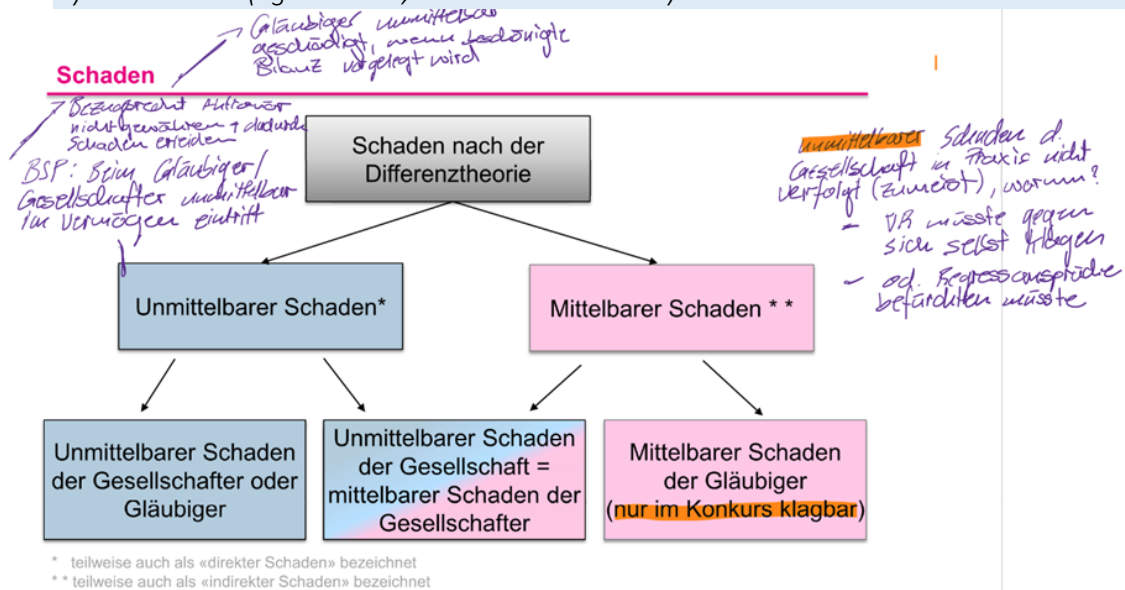 Gläubiger unmittelbar
geschädigt, wenn beschönigte
Bilanz vorgelegt wird
Schaden
Bezugsrecht Aktionär
nicht gewähren + dadurch
Schaden erleiden
BSP: Beim Gläubiger/
Gesellschafter unmittelbar
im Vermögen eintritt
Schaden nach der
Differenztheorie
unmittelbarer Schaden d.
Gesellschaft in Praxis nicht
verfolgt (zumeist), worum?
- VR müsste gegen
sich selbst klagen
- od. Regressansprüche
befürchten müsste
Unmittelbarer Schaden*
Mittelbarer Schaden * *
Unmittelbarer Schaden
der Gesellschafter oder
Gläubiger
Unmittelbarer Schaden
der Gesellschaft =
mittelbarer Schaden der
Gesellschafter
Mittelbarer Schaden
der Gläubiger
(nur im Konkurs klagbar)
* teilweise auch als «direkter Schaden» bezeichnet
* * teilweise auch als «indirekter Schaden» bezeichnet